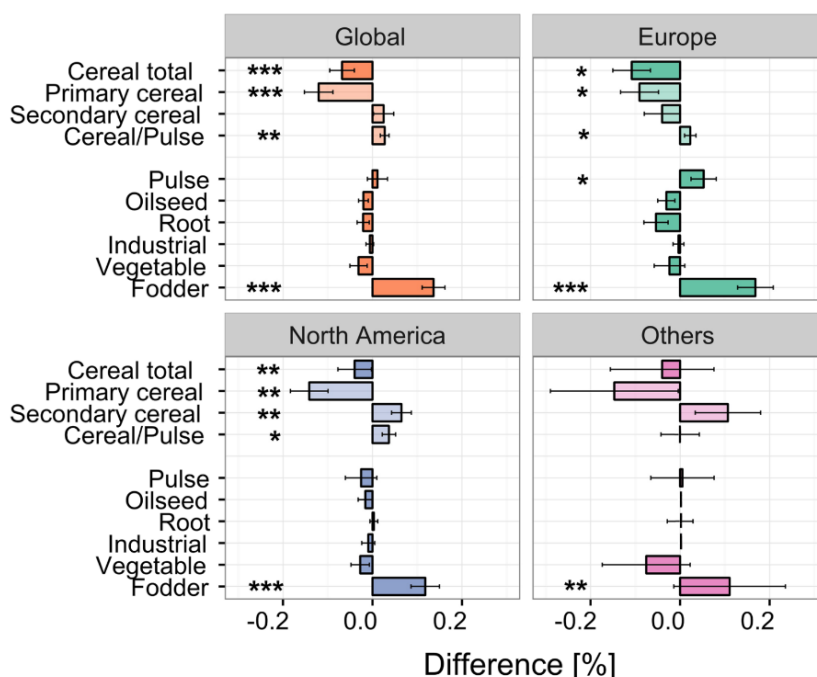 Global
Europe
Cereal total *** *
Primary cereal *** *
Secondary cereal
Cereal/Pulse ** *
Pulse *
Oilseed
Root
Industrial
Vegetable
Fodder *** ***
North America
Others
Cereal total **
Primary cereal **
Secondary cereal **
Cereal/Pulse *
Pulse
Oilseed
Root
Industrial
Vegetable
Fodder *** **
-0.2 0.0 0.2 -0.2 0.0 0.2
Difference [%]